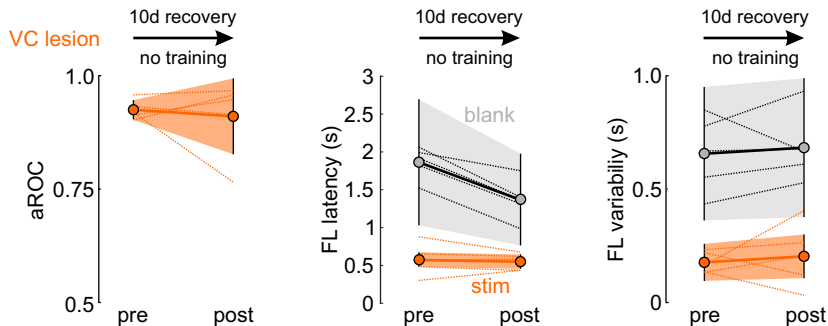 VC lesion
10d recovery
no training
1.0
0.75
0.5
aROC
pre post
10d recovery
no training
3
2.5
2
1.5
1
0.5
0
FL latency (s)
blank
stim
pre post
10d recovery
no training
1.0
0.5
0
FL variabiliy (s)
pre post